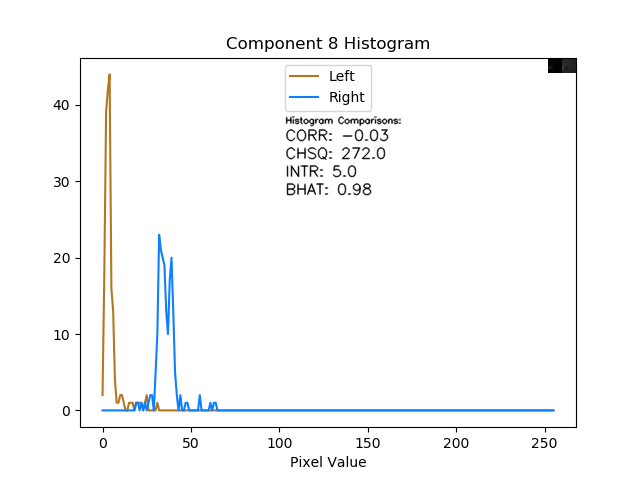 Component 8 Histogram
Left
Right
Histogram Comparisons:
CORR: -0.03
CHSQ: 272.0
INTR: 5.0
BHAT: 0.98
40
30
20
10
0
0 50 100 150 200 250
Pixel Value